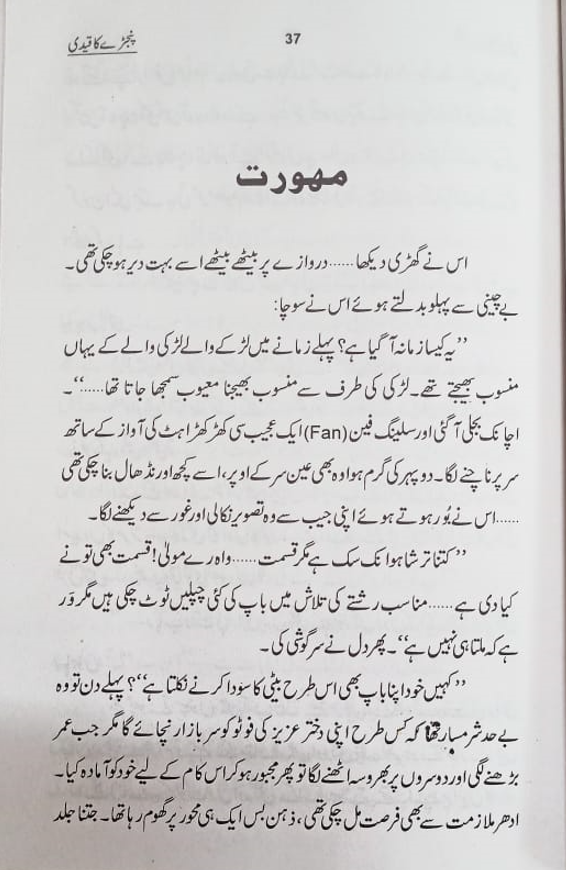 پنجڑے کا قیدی
37
مہورت
اس نے گھڑی دیکھا......دروازے پر بیٹھے بیٹھے اسے بہت دیر ہوچکی تھی۔
بے چینی سے پہلو بدلتے ہوئے اس نے سوچا:
”یہ کیسا زمانہ آ گیا ہے؟ پہلے زمانے میں لڑکے والے لڑکی والے کے یہاں
منسوب بھیجتے تھے۔ لڑکی کی طرف سے منسوب بھیجنا معیوب سمجھا جاتا تھا......“۔
اچانک بجلی آ گئی اور سلینگ فین (Fan) ایک عجیب سی کھڑکھڑاہٹ کی آواز کے ساتھ
سر پر ناچنے لگا۔ دوپہر کی گرم ہوا وہ بھی عین سر کے اوپر، اسے کچھ اور نڈھال بنا چکی تھی
......اس نے بُور ہوتے ہوئے اپنی جیب سے وہ تصویر نکالی اور غور سے دیکھنے لگا۔
”کتنا ترشا ہوا نک سک ہے مگر قسمت......واہ رے مولیٰ! قسمت بھی تو نے
کیا دی ہے......مناسب رشتے کی تلاش میں باپ کی کئی چپلیں ٹوٹ چکی ہیں مگر وَر
ہے کہ ملتا ہی نہیں ہے“۔ پھر دل نے سرگوشی کی۔
”کہیں خود اپنا باپ بھی اس طرح بیٹی کا سودا کرنے نکلتا ہے“؟ پہلے دن تو وہ
بے حد شرمسار تھا کہ کس طرح اپنی دختر عزیز کی فوٹو کو سر بازار نچائے گا مگر جب عمر
بڑھنے لگی اور دوسروں پر بھروسہ اٹھنے لگا تو پھر مجبور ہوکر اس کام کے لیے خود کو آمادہ کیا۔
ادھر ملازمت سے بھی فرصت مل چکی تھی، ذہن بس ایک ہی محور پر گھوم رہا تھا۔ جتنا جلد